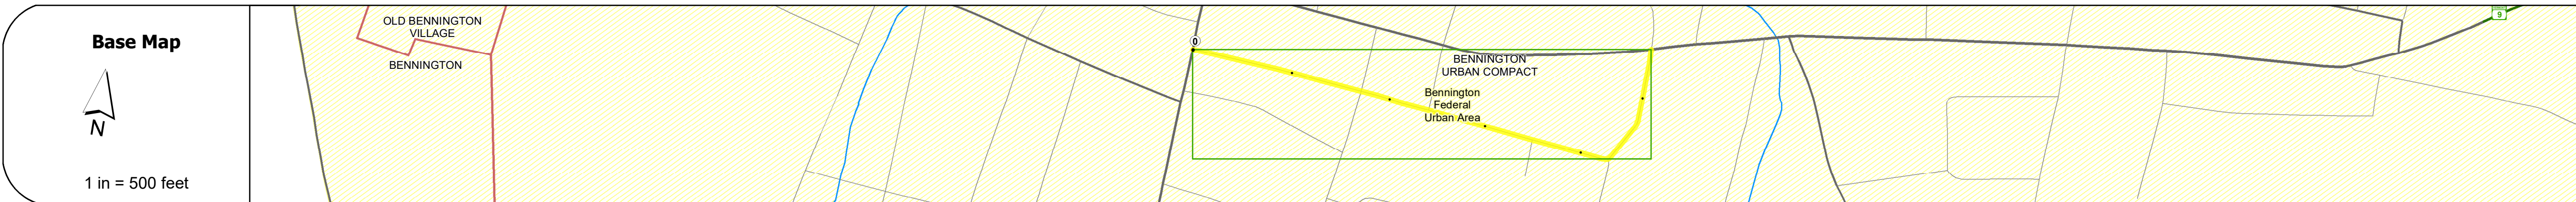 Base Map
N
1 in = 500 feet
OLD BENNINGTON
VILLAGE
BENNINGTON
0
BENNINGTON
URBAN COMPACT
Bennington
Federal
Urban Area
9